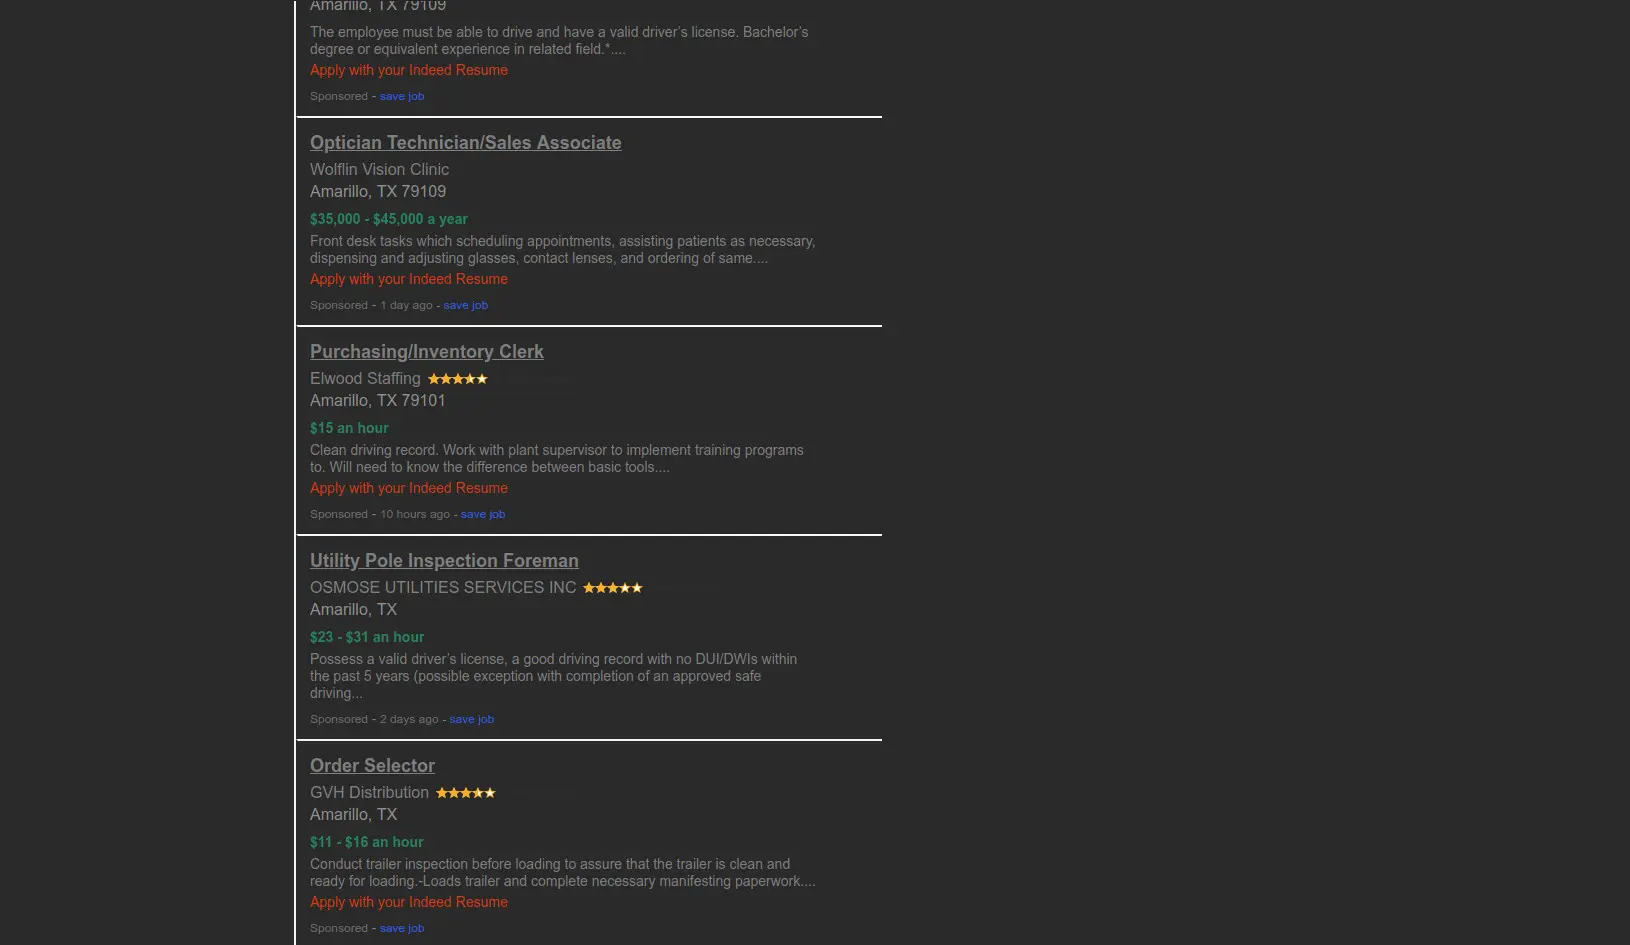 Amarillo, TX 79109
The employee must be able to drive and have a valid driver’s license. Bachelor’s
degree or equivalent experience in related field.*....
Apply with your Indeed Resume
Sponsored - save job
Optician Technician/Sales Associate
Wolflin Vision Clinic
Amarillo, TX 79109
$35,000 - $45,000 a year
Front desk tasks which scheduling appointments, assisting patients as necessary,
dispensing and adjusting glasses, contact lenses, and ordering of same....
Apply with your Indeed Resume
Sponsored - 1 day ago - save job
Purchasing/Inventory Clerk
Elwood Staffing
Amarillo, TX 79101
$15 an hour
Clean driving record. Work with plant supervisor to implement training programs
to. Will need to know the difference between basic tools....
Apply with your Indeed Resume
Sponsored - 10 hours ago - save job
Utility Pole Inspection Foreman
OSMOSE UTILITIES SERVICES INC
Amarillo, TX
$23 - $31 an hour
Possess a valid driver’s license, a good driving record with no DUI/DWIs within
the past 5 years (possible exception with completion of an approved safe
driving...
Sponsored - 2 days ago - save job
Order Selector
GVH Distribution
Amarillo, TX
$11 - $16 an hour
Conduct trailer inspection before loading to assure that the trailer is clean and
ready for loading.-Loads trailer and complete necessary manifesting paperwork....
Apply with your Indeed Resume
Sponsored - save job